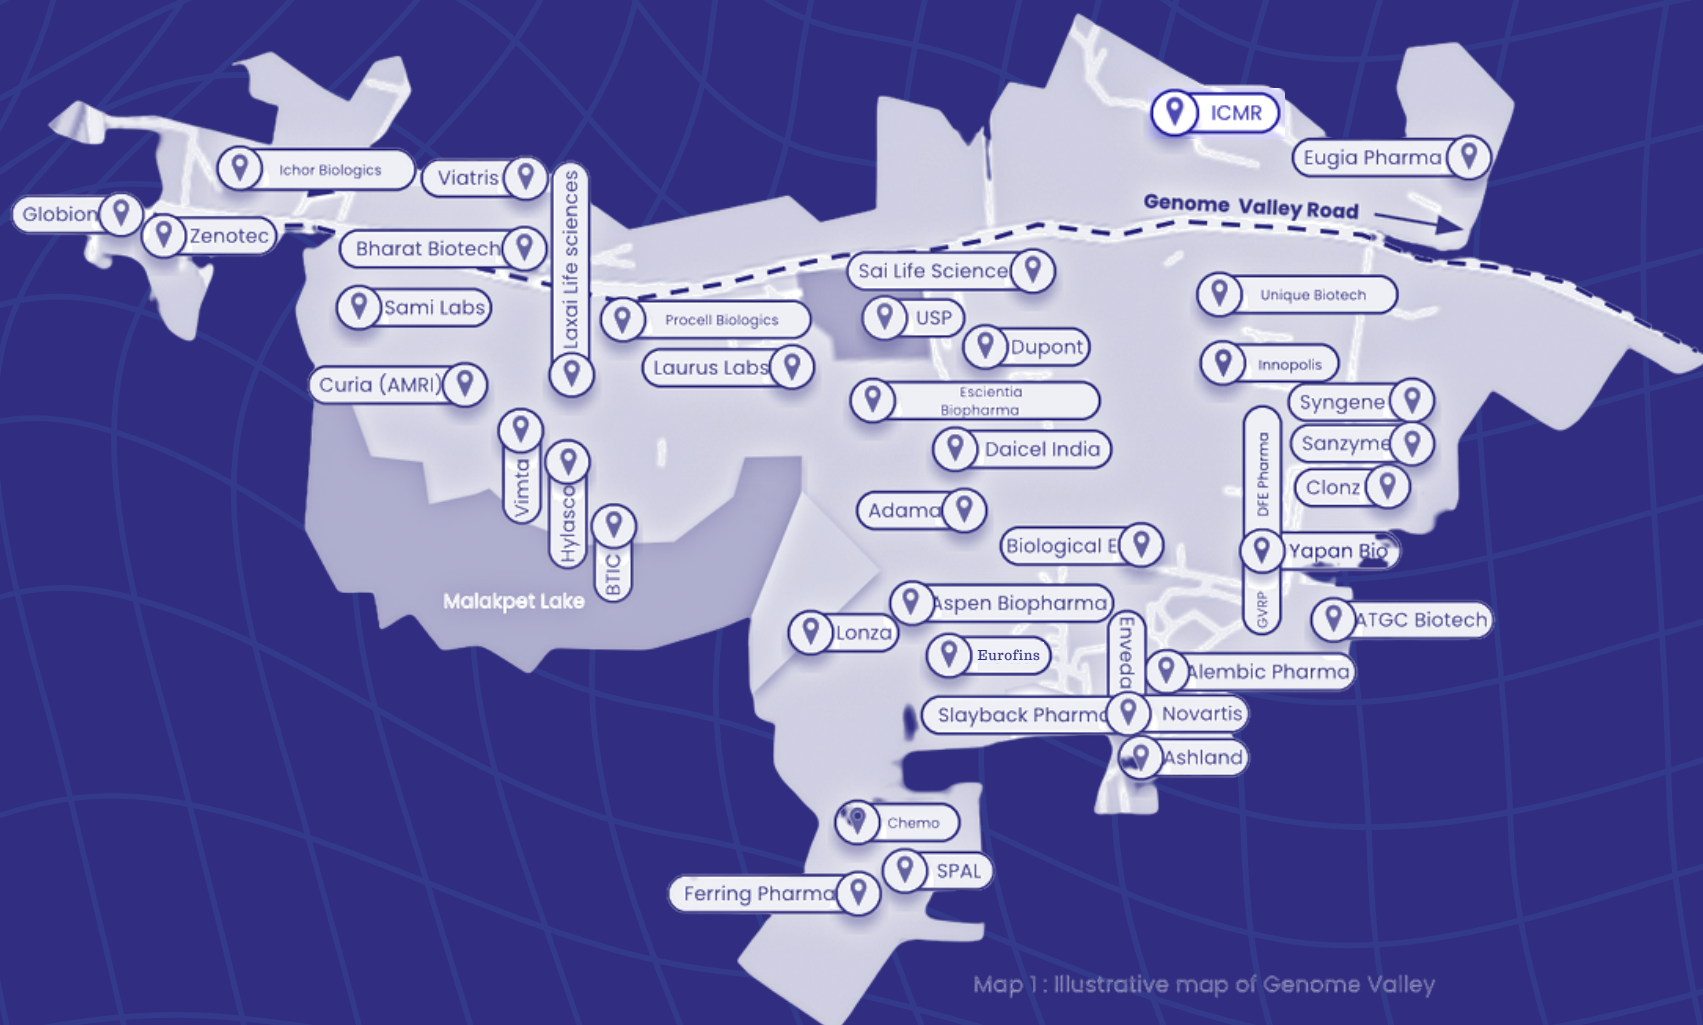 ICMR
Eugia Pharma
Ichor Biologics
Viatris
Laxai Life sciences
Globion
Zenotec
Genome Valley Road
Bharat Biotech
Sai Life Science
Unique Biotech
Sami Labs
Procell Biologics
USP
Dupont
Laurus Labs
Innopolis
Curia (AMRI)
Escientia
Biopharma
Syngene
Daicel India
Sanzyme
DFE Pharma
Vimta
Hylasco
Clonz
Adama
Biological E
Yapan Bio
BTIC
Malakpet Lake
Aspen Biopharma
GVRP
ATGC Biotech
Lonza
Eurofins
Enveda
Alembic Pharma
Slayback Pharma
Novartis
Ashland
Chemo
SPAL
Ferring Pharma
Map 1 : Illustrative map of Genome Valley